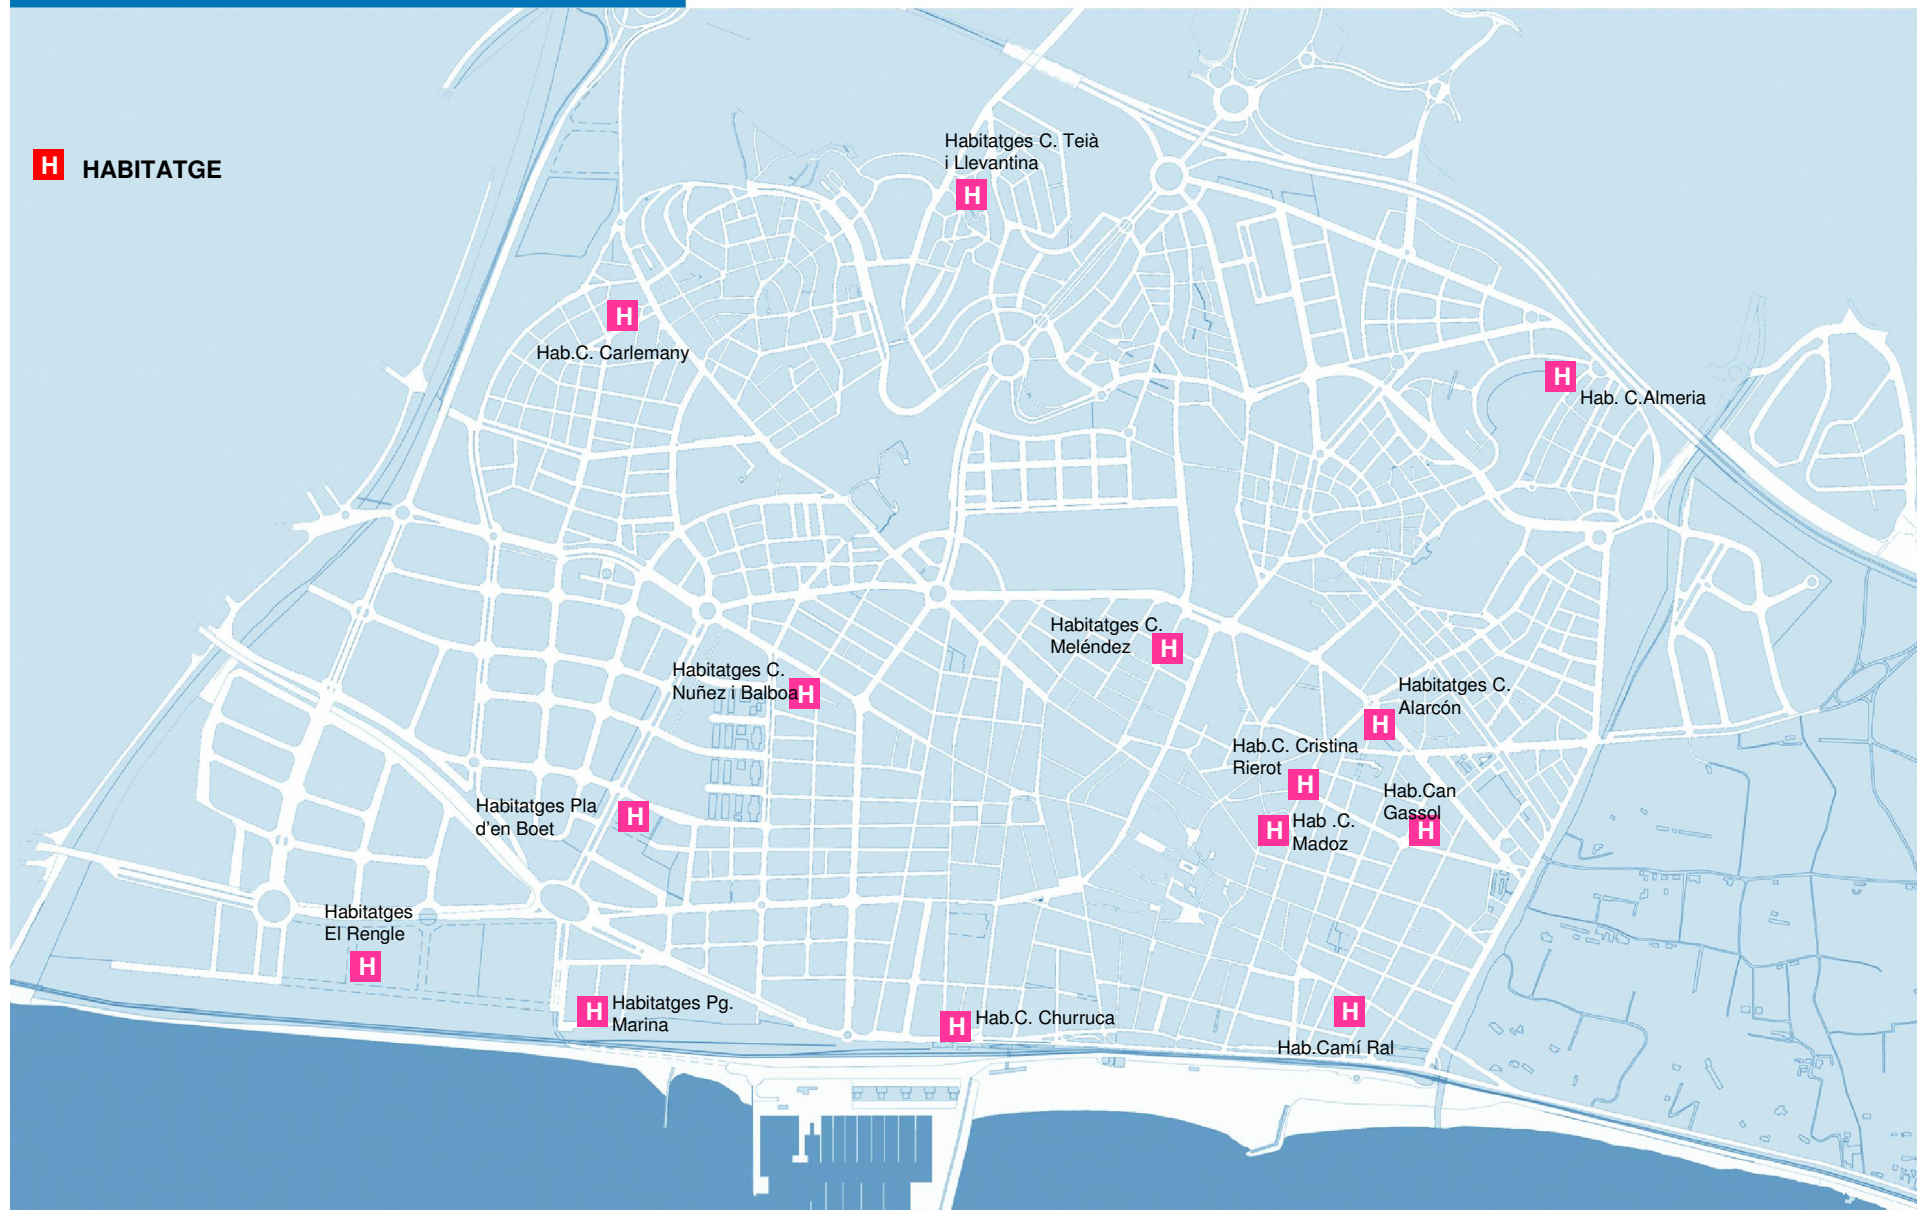 Habitatges C. Teià
i Llevantina
H
H HABITATGE
H
Hab.C. Carlemany
H
Hab. C.Almeria
Habitatges C.
Meléndez
H
Habitatges C.
Nuñez i Balboa
H
Habitatges C.
Alarcón
H
Hab.C. Cristina
Rierot
H
Hab.Can
Gassol
H
Habitatges Pla
d'en Boet
H
H
Hab .C.
Madoz
Habitatges
El Rengle
H
H
Habitatges Pg.
Marina
H
Hab.C. Churruca
H
Hab.Camí Ral